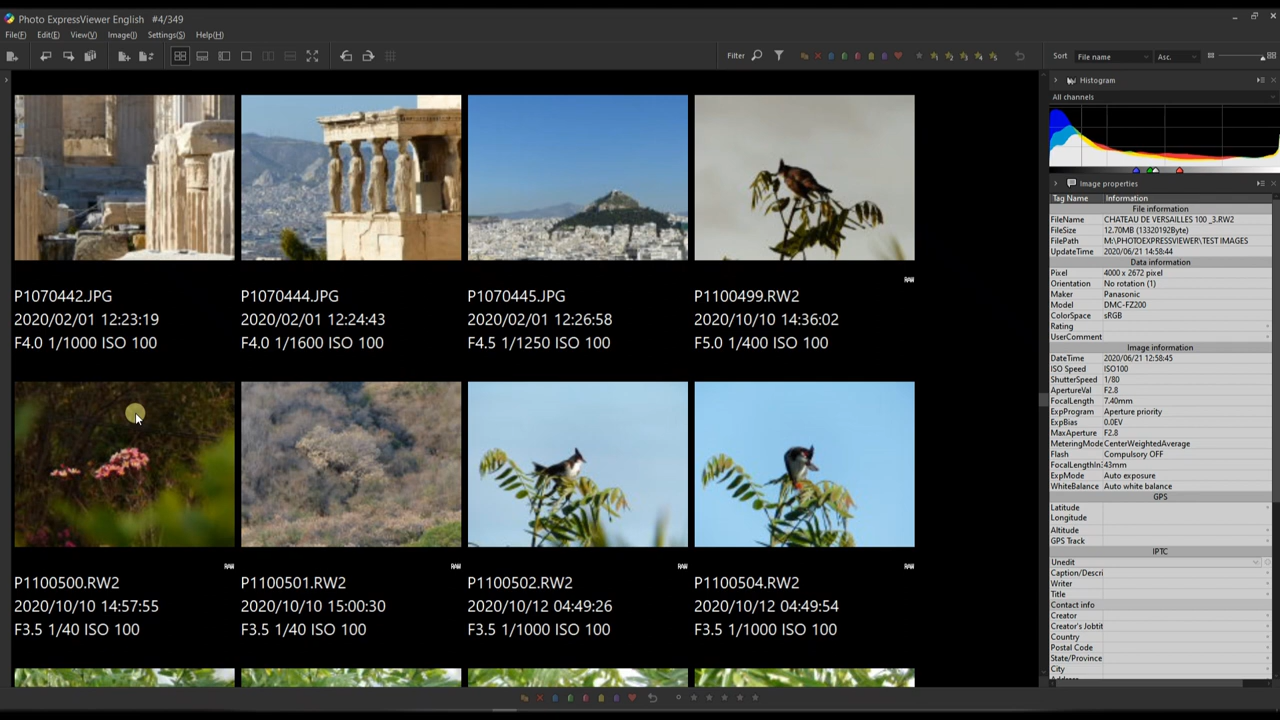 Photo ExpressViewer English #4/349
File(F) Edit(E) View(V) Image(I) Settings(S) Help(H)
Filter
Sort File name Asc.
Histogram
All channels
P1070442.JPG
2020/02/01 12:23:19
F4.0 1/1000 ISO 100
P1070444.JPG
2020/02/01 12:24:43
F4.0 1/1600 ISO 100
P1070445.JPG
2020/02/01 12:26:58
F4.5 1/1250 ISO 100
RAW
P1100499.RW2
2020/10/10 14:36:02
F5.0 1/400 ISO 100
RAW
P1100500.RW2
2020/10/10 14:57:55
F3.5 1/40 ISO 100
RAW
P1100501.RW2
2020/10/10 15:00:30
F3.5 1/40 ISO 100
RAW
P1100502.RW2
2020/10/12 04:49:26
F3.5 1/1000 ISO 100
RAW
P1100504.RW2
2020/10/12 04:49:54
F3.5 1/1000 ISO 100
Image properties
Tag Name Information
File information
FileName CHATEAU DE VERSAILLES 100 _3.RW2
FileSize 12.70MB (13320192Byte)
FilePath M:\PHOTOEXPRESSVIEWER\TEST IMAGES
UpdateTime 2020/06/21 14:58:44
Data information
Pixel 4000 x 2672 pixel
Orientation No rotation (1)
Maker Panasonic
Model DMC-FZ200
ColorSpace sRGB
Rating
UserComment
Image information
DateTime 2020/06/21 12:58:45
ISO Speed ISO100
ShutterSpeed 1/80
ApertureVal F2.8
FocalLength 7.40mm
ExpProgram Aperture priority
ExpBias 0.0EV
MaxAperture F2.8
MeteringMode CenterWeightedAverage
Flash Compulsory OFF
FocalLengthIn: 43mm
ExpMode Auto exposure
WhiteBalance Auto white balance
GPS
Latitude
Longitude
Altitude
GPS Track
IPTC
Unedit
Caption/Descri
Writer
Title
Contact info
Creator
Creator's Jobtit
Country
Postal Code
State/Province
City